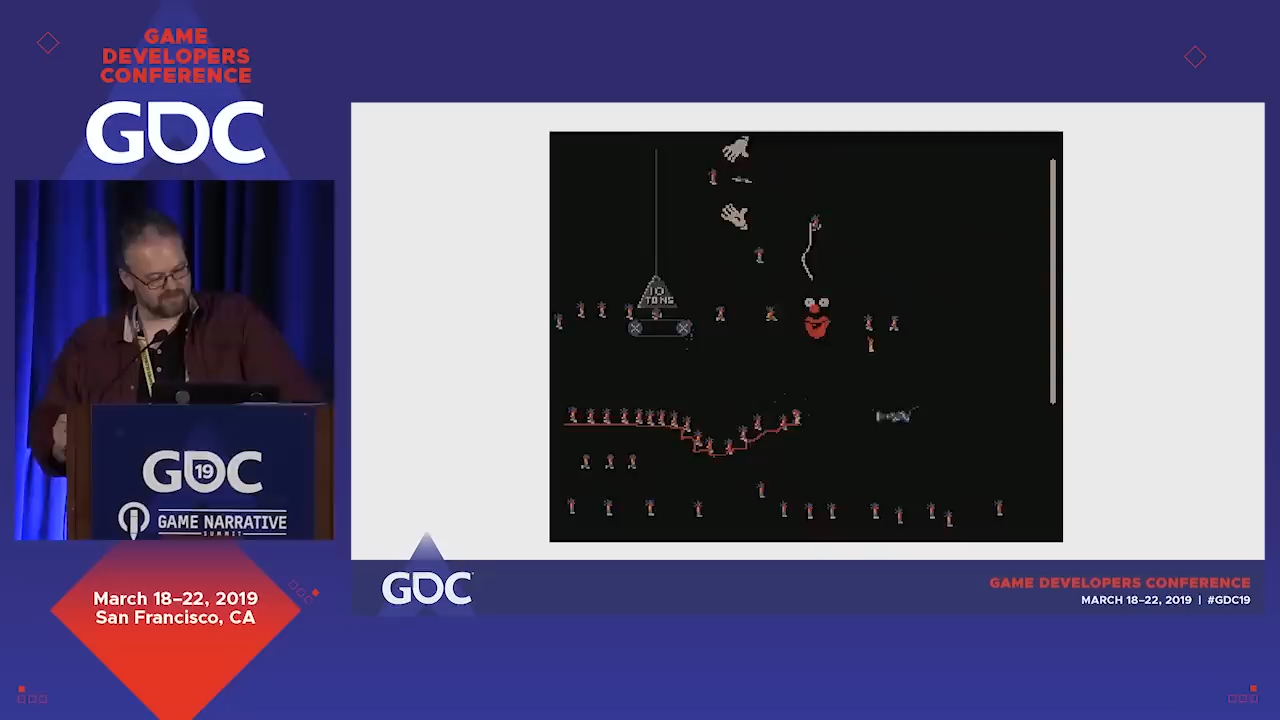 GAME
DEVELOPERS
CONFERENCE
GDC
10
TONS
GDC
19
GAME NARRATIVE
SUMMIT
March 18–22, 2019
San Francisco, CA
GDC
GAME DEVELOPERS CONFERENCE
MARCH 18–22, 2019 | #GDC19